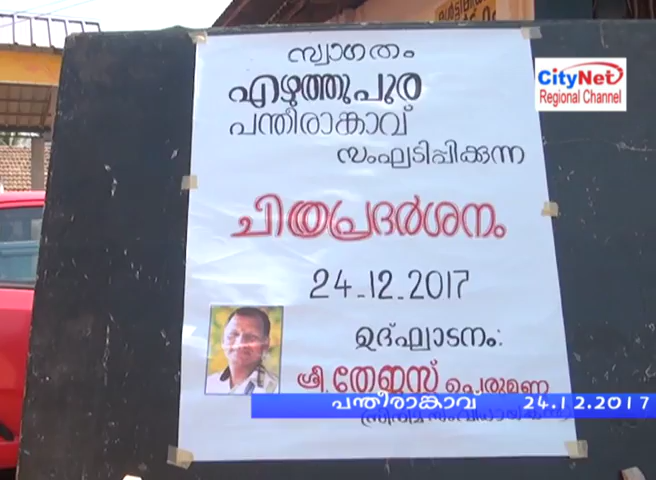 സ്വാഗതം
എഴുത്തുപുര
പന്തീരാങ്കാവ്
സംഘടിപ്പിക്കുന്ന
ചിത്രപ്രദർശനം
24-12-2017
ഉദ്ഘാടനം:
ശ്രീ. തേജസ് പെരുമണ്ണ
CityNet
Regional Channel
പന്തീരാങ്കാവ് 24.12.2017